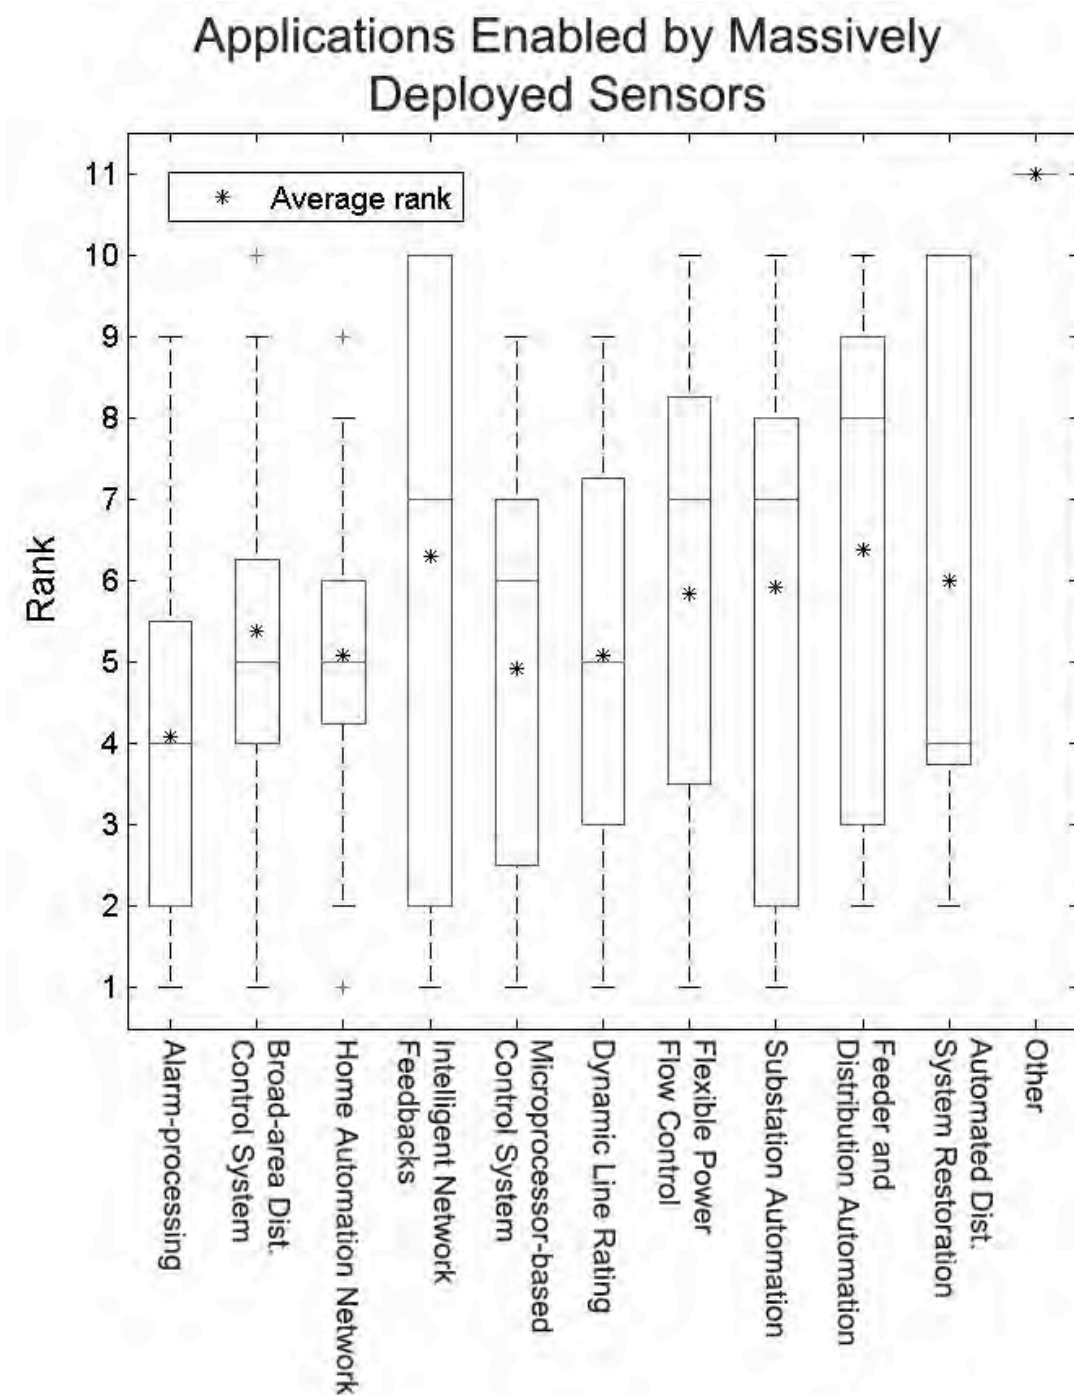 Applications Enabled by Massively
Deployed Sensors
Average rank
Rank
11
10
9
8
7
6
5
4
3
2
1
Alarm-processing
Broad-area Dist.
Control System
Home Automation Network
Intelligent Network
Feedbacks
Microprocessor-based
Control System
Dynamic Line Rating
Flexible Power
Flow Control
Substation Automation
Feeder and
Distribution Automation
Automated Dist.
System Restoration
Other